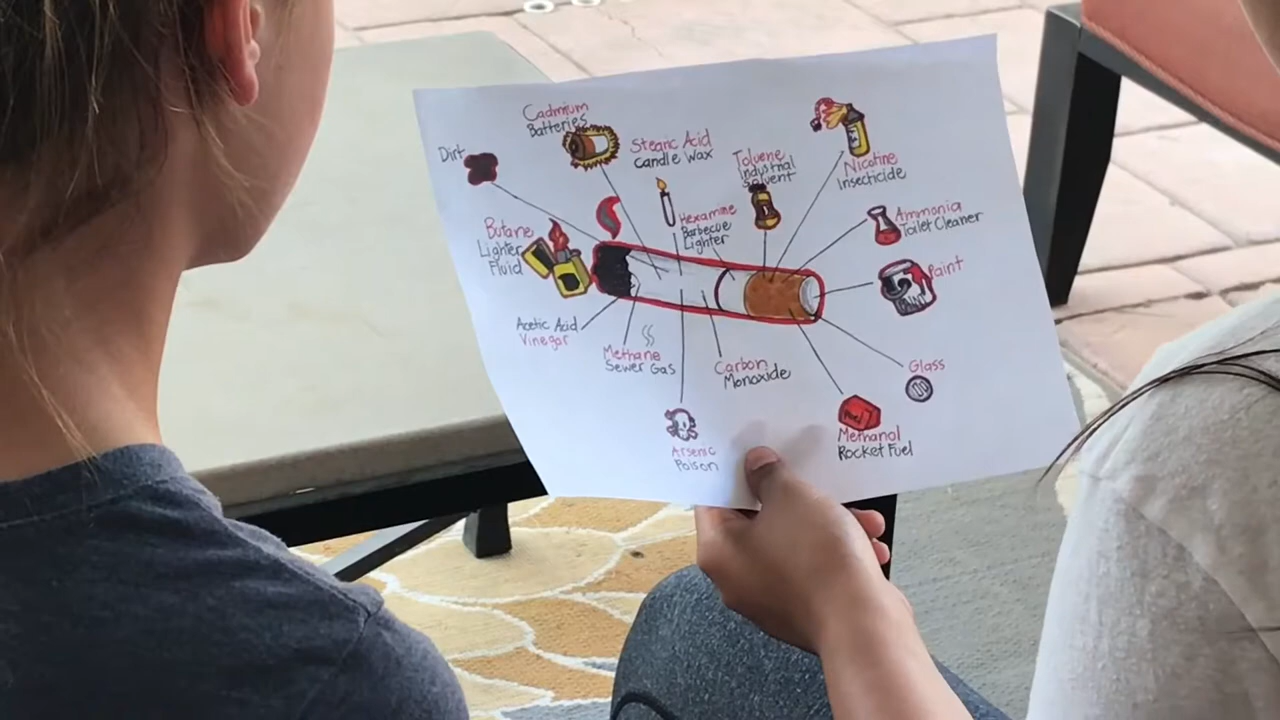 Cadmium
Batteries
Dirt
Stearic Acid
Candle Wax
Toluene
Industrial
Solvent
Nicotine
Insecticide
Butane
Lighter
Fluid
Hexamine
Barbecue
Lighter
Ammonia
Toilet Cleaner
Paint
Acetic Acid
Vinegar
Methane
Sewer Gas
Carbon
Monoxide
Glass
Arsenic
Poison
Fuel
Methanol
Rocket Fuel